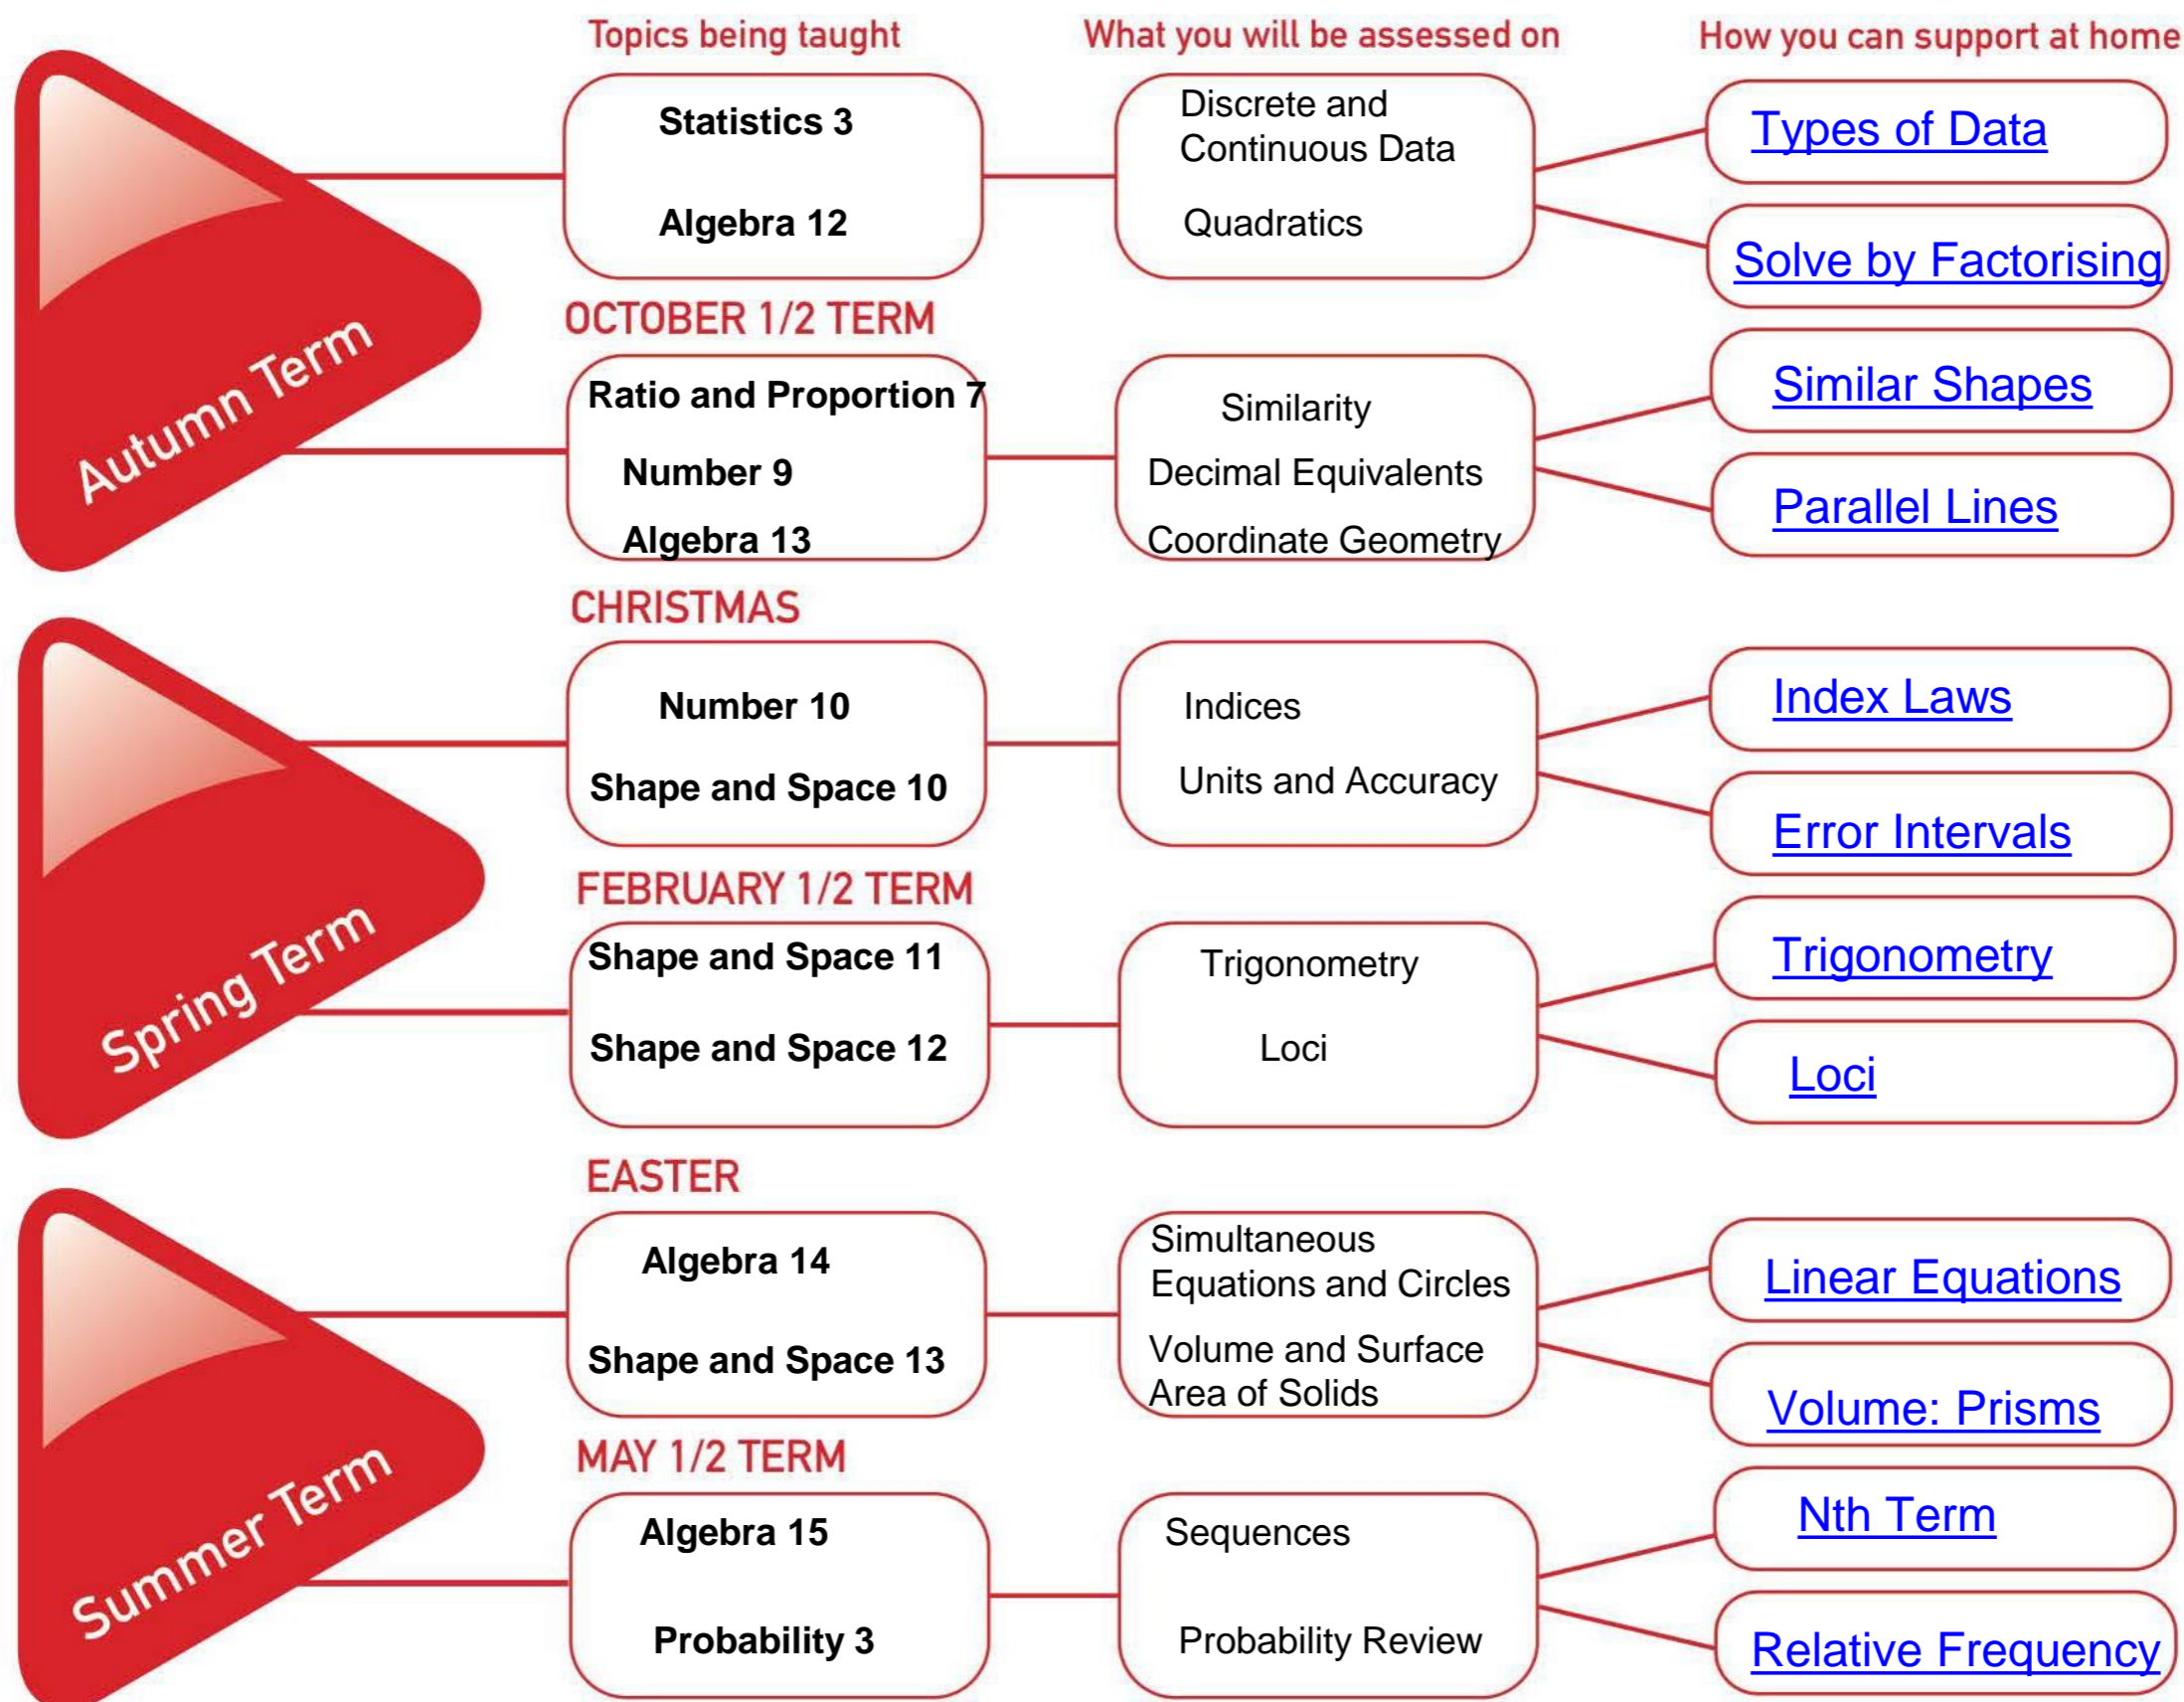 Topics being taught
What you will be assessed on
How you can support at home
Autumn Term
Statistics 3
Algebra 12
Discrete and
Continuous Data
Quadratics
Types of Data
Solve by Factorising
OCTOBER 1/2 TERM
Ratio and Proportion 7
Number 9
Algebra 13
Similarity
Decimal Equivalents
Coordinate Geometry
Similar Shapes
Parallel Lines
CHRISTMAS
Spring Term
Number 10
Shape and Space 10
Indices
Units and Accuracy
Index Laws
Error Intervals
FEBRUARY 1/2 TERM
Shape and Space 11
Shape and Space 12
Trigonometry
Loci
Trigonometry
Loci
EASTER
Summer Term
Algebra 14
Shape and Space 13
Simultaneous
Equations and Circles
Volume and Surface
Area of Solids
Linear Equations
Volume: Prisms
MAY 1/2 TERM
Algebra 15
Probability 3
Sequences
Probability Review
Nth Term
Relative Frequency